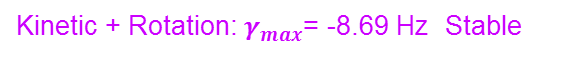 Kinetic + Rotation: γmax= -8.69 Hz Stable